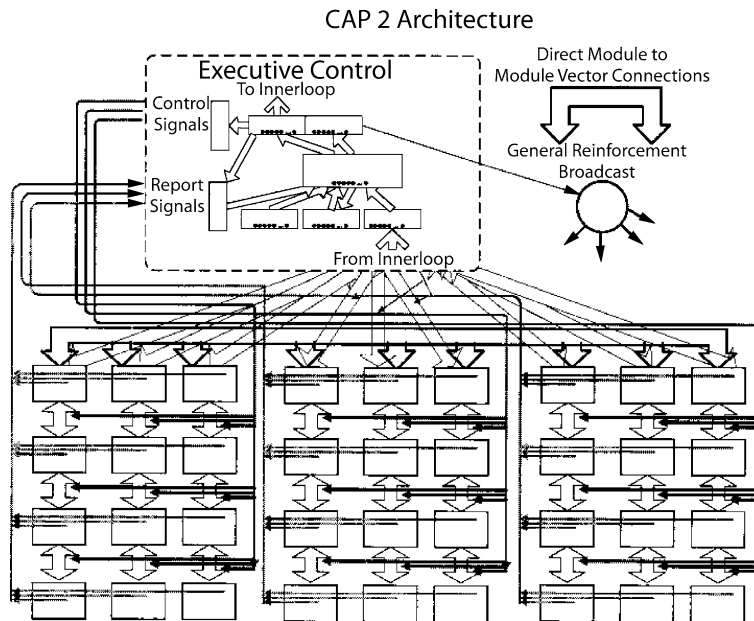 CAP 2 Architecture
Executive Control
To Innerloop
Control
Signals
Report
Signals
From Innerloop
Direct Module to
Module Vector Connections
General Reinforcement
Broadcast